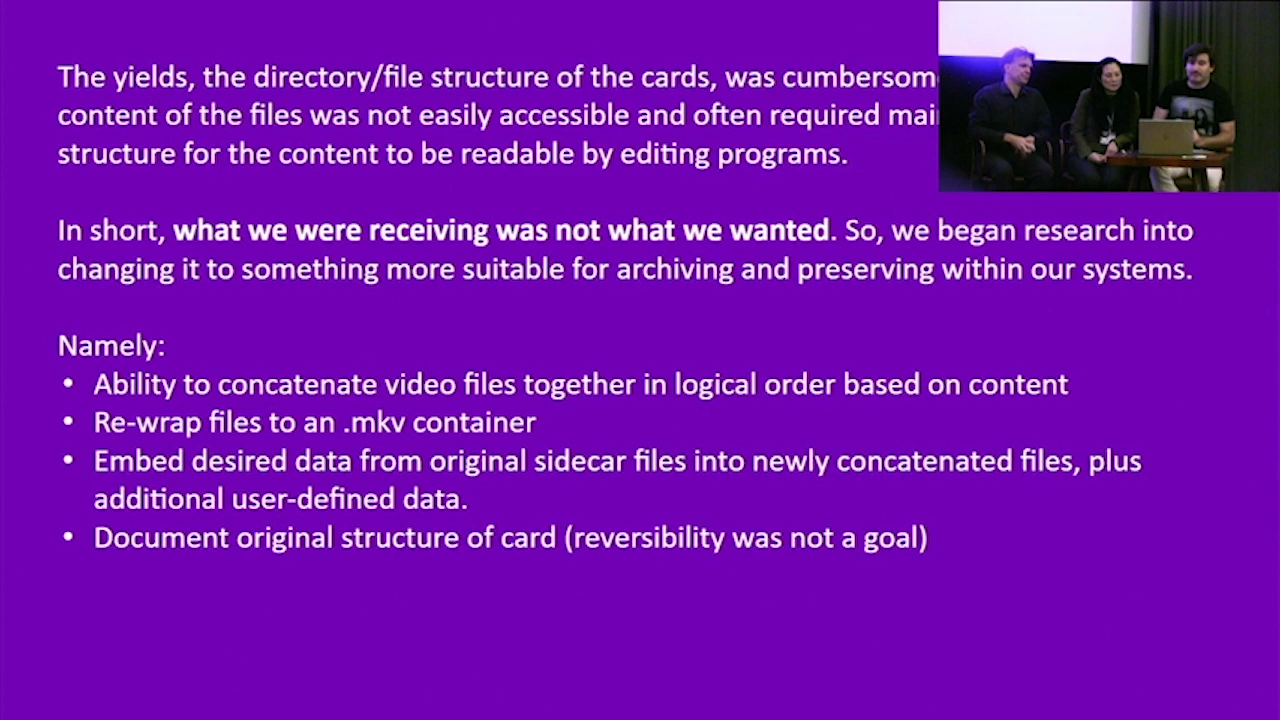 The yields, the directory/file structure of the cards, was cumbersom
content of the files was not easily accessible and often required mai
structure for the content to be readable by editing programs.
In short, what we were receiving was not what we wanted. So, we began research into
changing it to something more suitable for archiving and preserving within our systems.
Namely:
• Ability to concatenate video files together in logical order based on content
• Re-wrap files to an .mkv container
• Embed desired data from original sidecar files into newly concatenated files, plus
additional user-defined data.
• Document original structure of card (reversibility was not a goal)